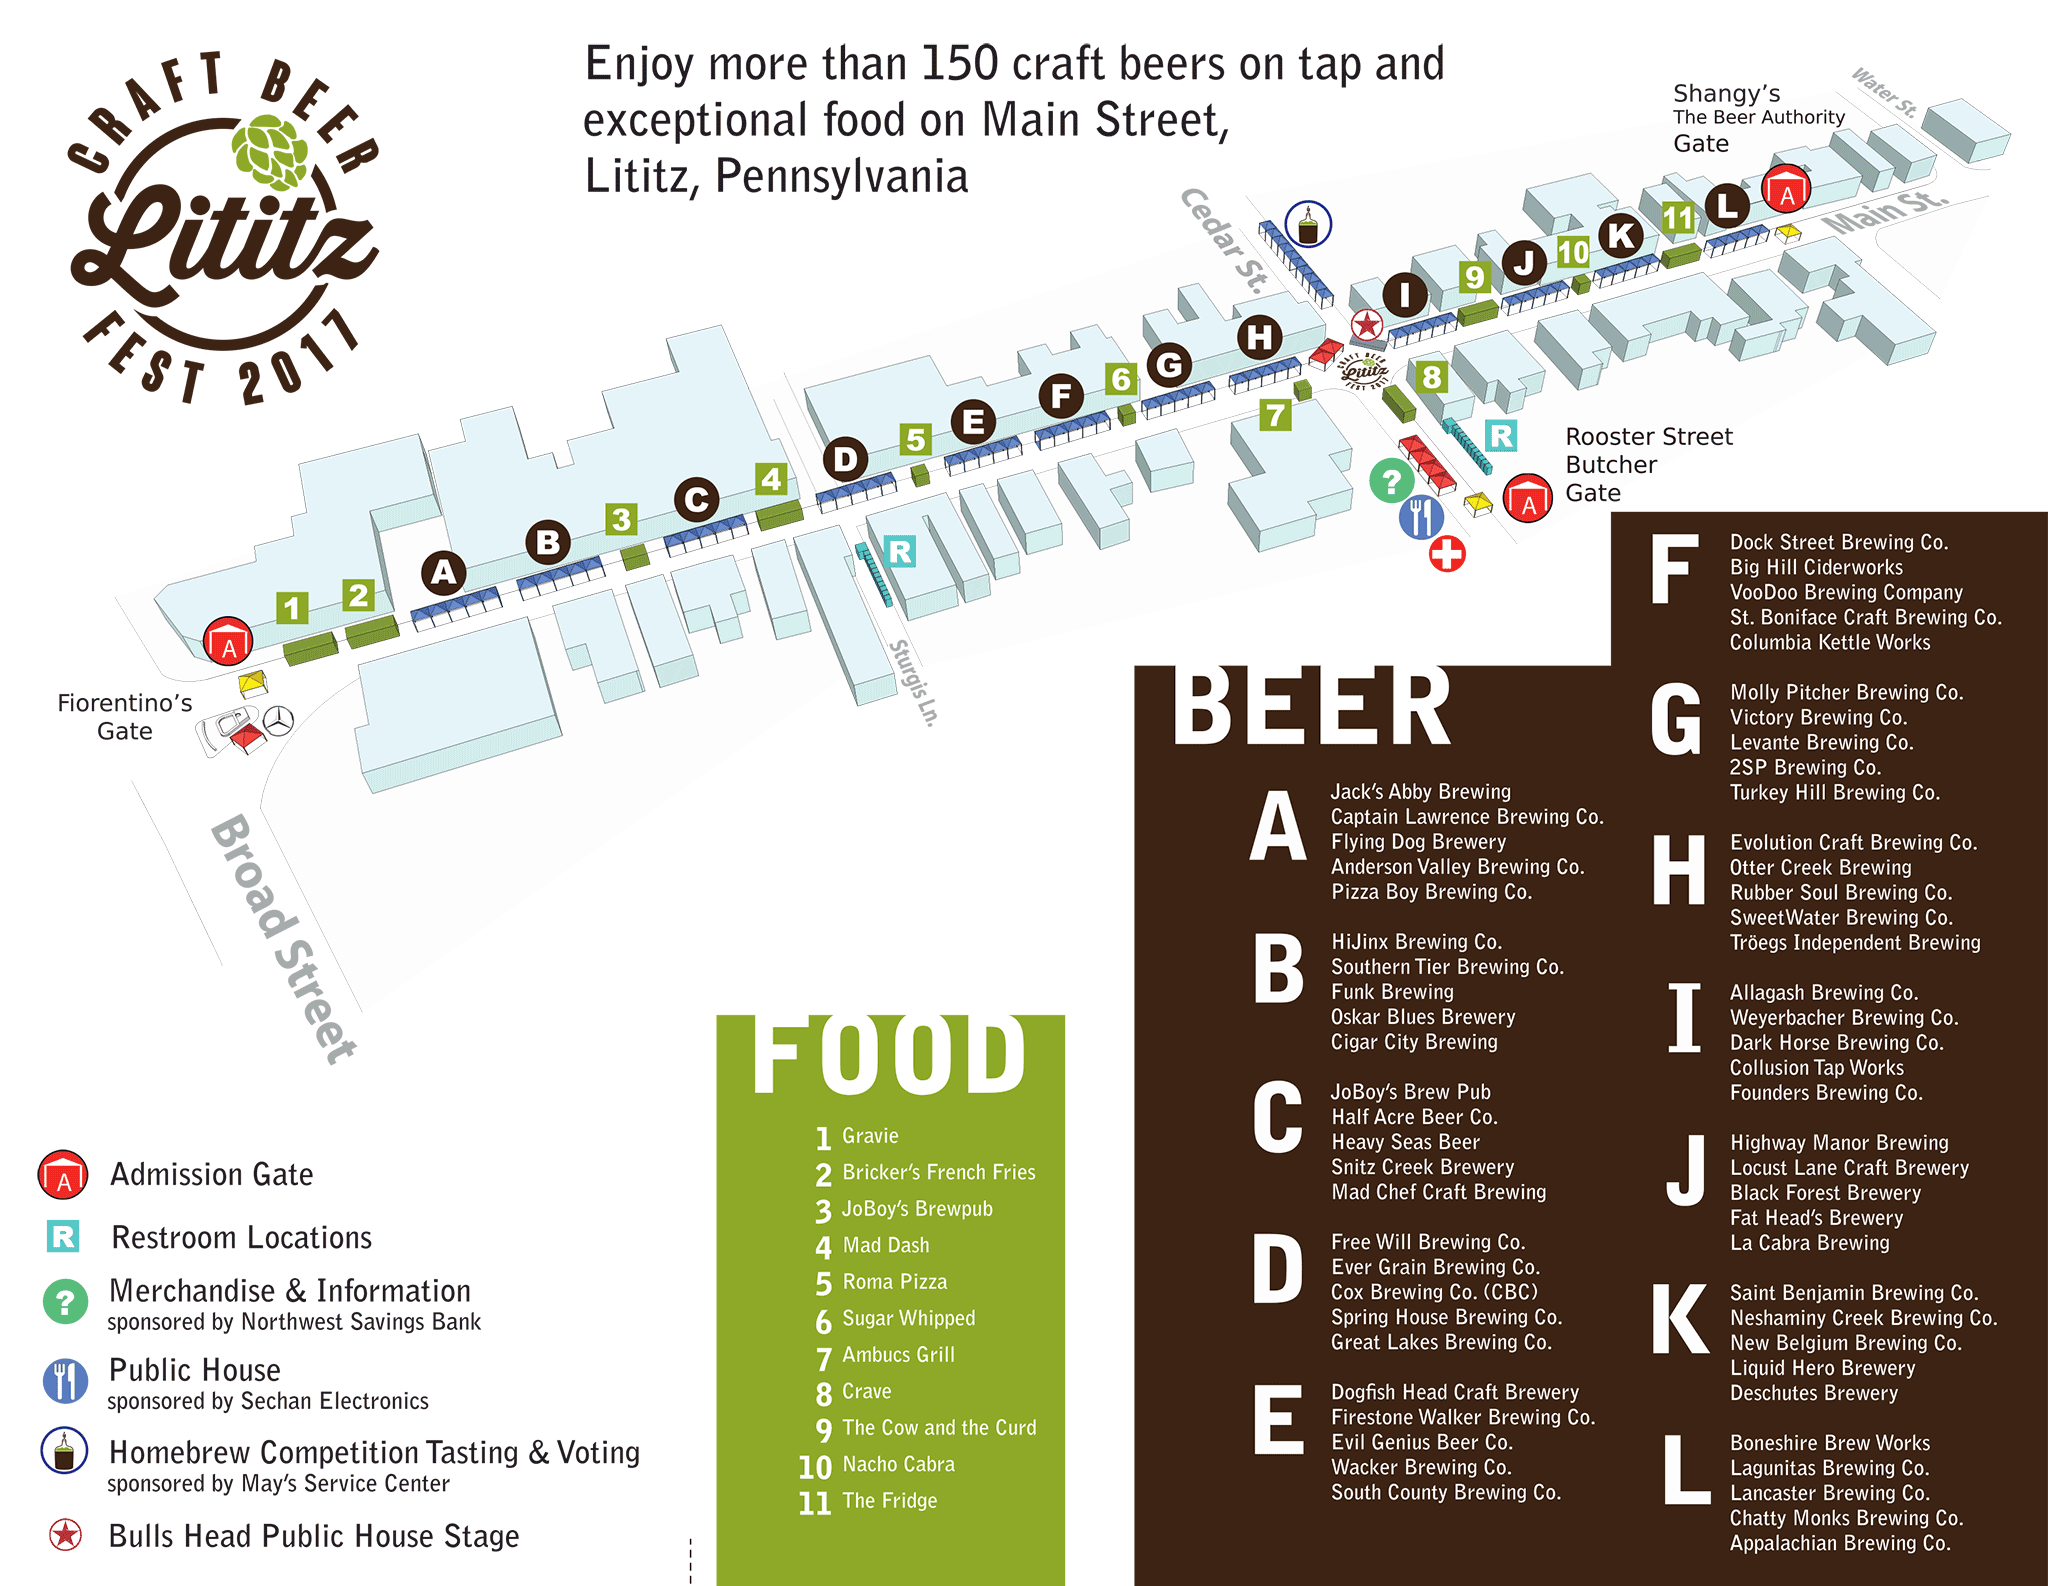 CRAFT BEER
Lititz
FEST 2017
Enjoy more than 150 craft beers on tap and
exceptional food on Main Street,
Lititz, Pennsylvania
Shangy's
The Beer Authority
Gate
Water St.
Main St.
Cedar St.
A
L
11
K
10
J
9
I
H
G
6
F
E
5
D
4
C
3
B
A
2
1
A
CRAFT BEER
Lititz
FEST 2017
8
7
R
?
A
Rooster Street
Butcher
Gate
R
Sturgis Ln.
Fiorentino's
Gate
Broad Street
A Admission Gate
R Restroom Locations
? Merchandise & Information
sponsored by Northwest Savings Bank
Public House
sponsored by Sechan Electronics
Homebrew Competition Tasting & Voting
sponsored by May's Service Center
Bulls Head Public House Stage
FOOD
1 Gravie
2 Bricker's French Fries
3 JoBoy's Brewpub
4 Mad Dash
5 Roma Pizza
6 Sugar Whipped
7 Ambucs Grill
8 Crave
9 The Cow and the Curd
10 Nacho Cabra
11 The Fridge
BEER
A
Jack's Abby Brewing
Captain Lawrence Brewing Co.
Flying Dog Brewery
Anderson Valley Brewing Co.
Pizza Boy Brewing Co.
B
HiJinx Brewing Co.
Southern Tier Brewing Co.
Funk Brewing
Oskar Blues Brewery
Cigar City Brewing
C
JoBoy's Brew Pub
Half Acre Beer Co.
Heavy Seas Beer
Snitz Creek Brewery
Mad Chef Craft Brewing
D
Free Will Brewing Co.
Ever Grain Brewing Co.
Cox Brewing Co. (CBC)
Spring House Brewing Co.
Great Lakes Brewing Co.
E
Dogfish Head Craft Brewery
Firestone Walker Brewing Co.
Evil Genius Beer Co.
Wacker Brewing Co.
South County Brewing Co.
F
Dock Street Brewing Co.
Big Hill Ciderworks
VooDoo Brewing Company
St. Boniface Craft Brewing Co.
Columbia Kettle Works
G
Molly Pitcher Brewing Co.
Victory Brewing Co.
Levante Brewing Co.
2SP Brewing Co.
Turkey Hill Brewing Co.
H
Evolution Craft Brewing Co.
Otter Creek Brewing
Rubber Soul Brewing Co.
SweetWater Brewing Co.
Tröegs Independent Brewing
I
Allagash Brewing Co.
Weyerbacher Brewing Co.
Dark Horse Brewing Co.
Collusion Tap Works
Founders Brewing Co.
J
Highway Manor Brewing
Locust Lane Craft Brewery
Black Forest Brewery
Fat Head's Brewery
La Cabra Brewing
K
Saint Benjamin Brewing Co.
Neshaminy Creek Brewing Co.
New Belgium Brewing Co.
Liquid Hero Brewery
Deschutes Brewery
L
Boneshire Brew Works
Lagunitas Brewing Co.
Lancaster Brewing Co.
Chatty Monks Brewing Co.
Appalachian Brewing Co.